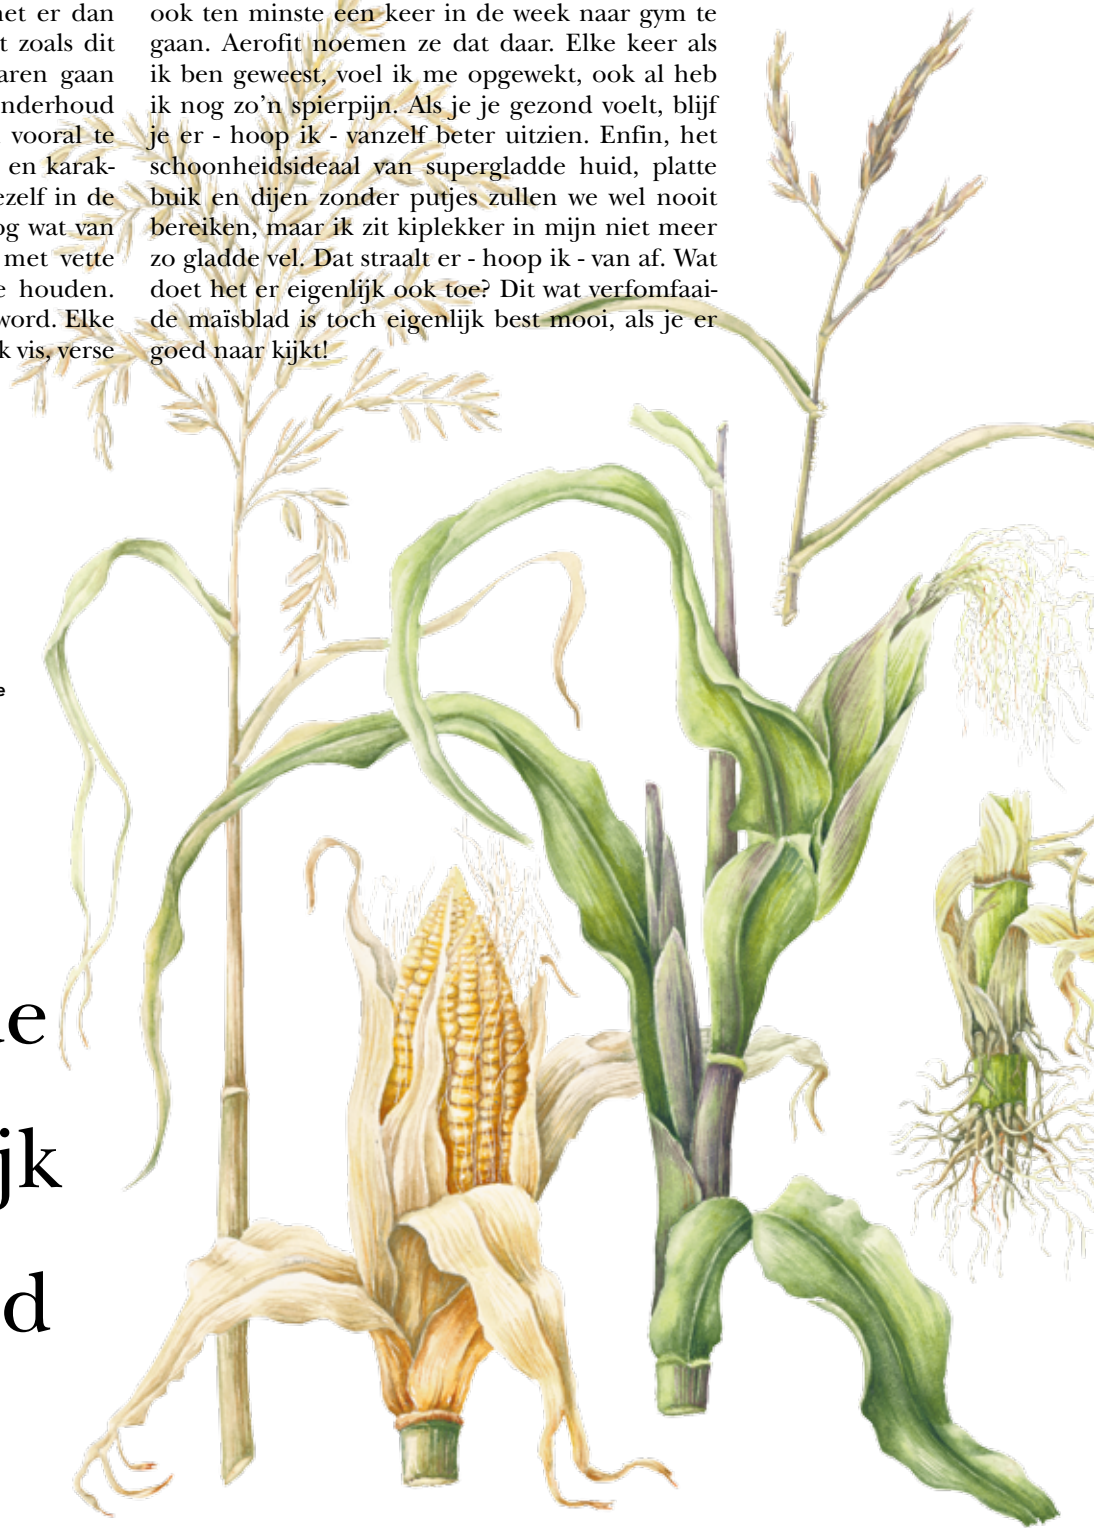 net er dan
t zoals dit
aren gaan
nderhoud
vooral te
en karak-
ezelf in de
og wat van
met vette
e houden.
word. Elke
k vis, verse
ook ten minste een keer in de week naar gym te
gaan. Aerofit noemen ze dat daar. Elke keer als
ik ben geweest, voel ik me opgewekt, ook al heb
ik nog zo’n spierpijn. Als je je gezond voelt, blijf
je er - hoop ik - vanzelf beter uitzien. Enfin, het
schoonheidsideaal van supergladde huid, platte
buik en dijen zonder putjes zullen we wel nooit
bereiken, maar ik zit kiplekker in mijn niet meer
zo gladde vel. Dat straalt er - hoop ik - van af. Wat
doet het er eigenlijk ook toe? Dit wat verfomfaai-
de maïsblad is toch eigenlijk best mooi, als je er
goed naar kijkt!
e
le
jk
d